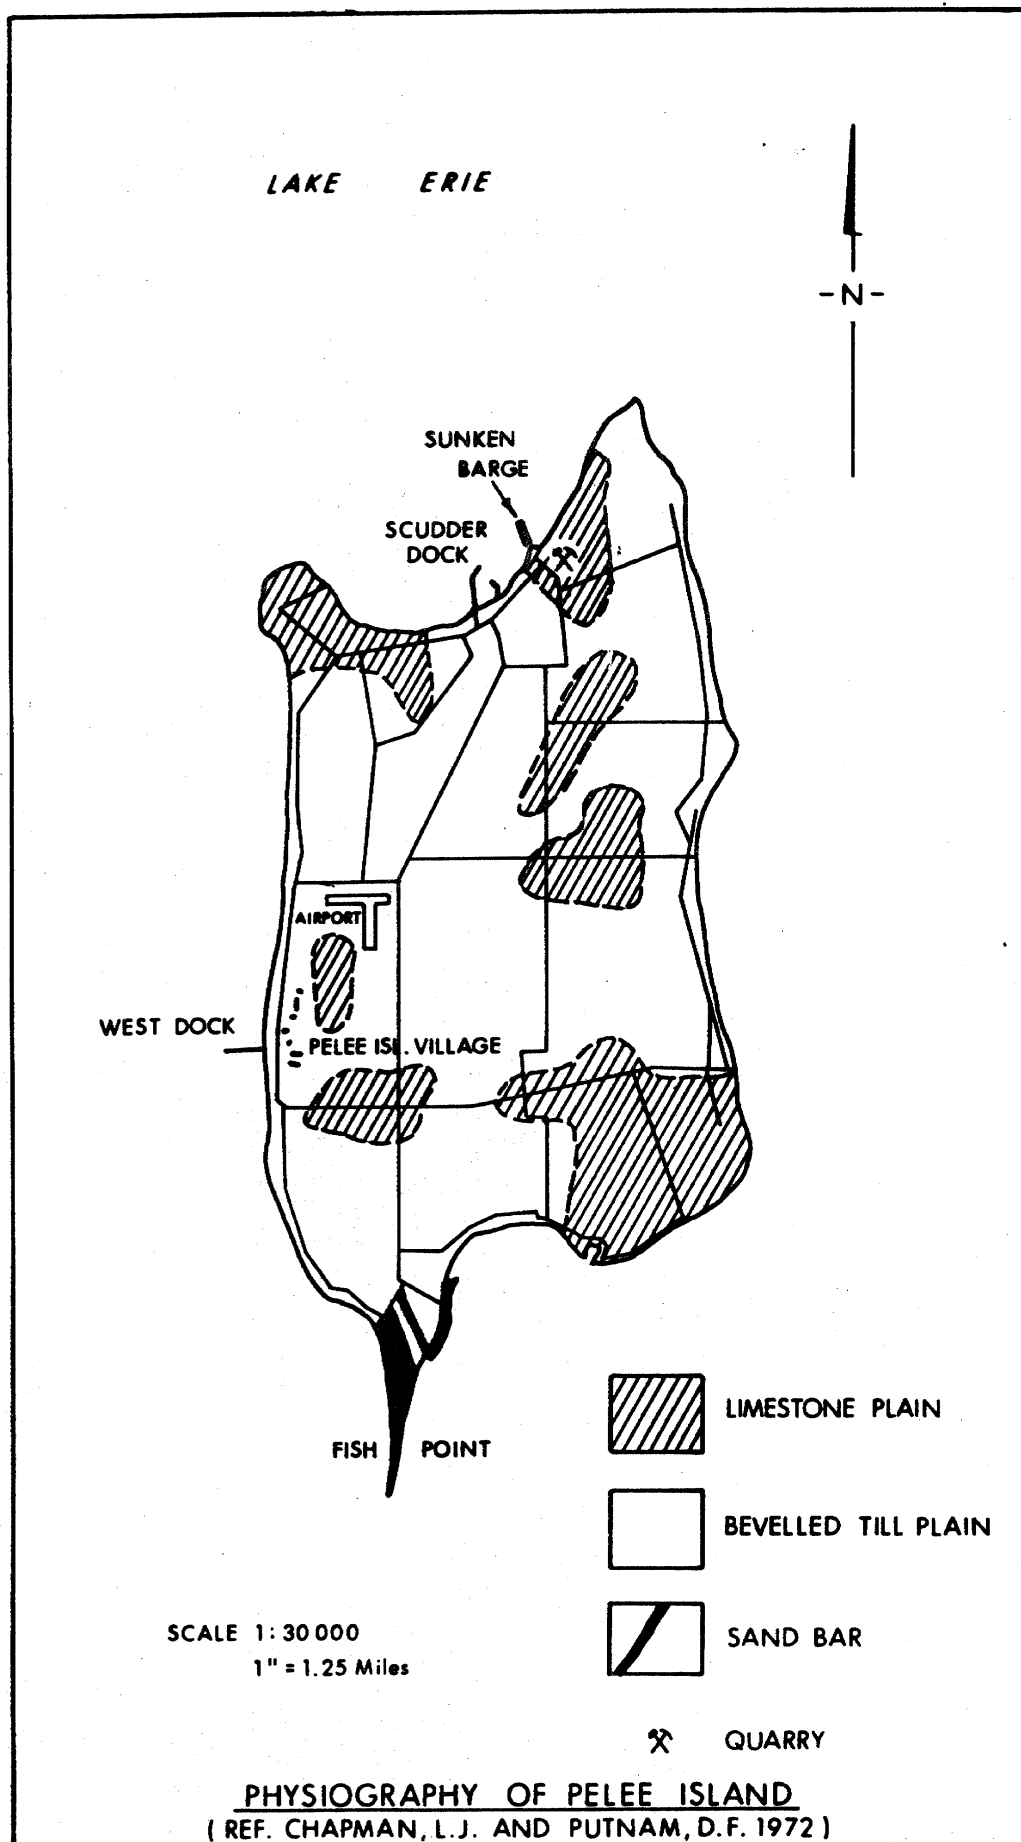 LAKE ERIE
-N-
SUNKEN
BARGE
SCUDDER
DOCK
AIRPORT
WEST DOCK
PELEE ISL. VILLAGE
FISH POINT
LIMESTONE PLAIN
BEVELLED TILL PLAIN
SAND BAR
QUARRY
SCALE 1:30000
1" = 1.25 Miles
PHYSIOGRAPHY OF PELEE ISLAND
( REF. CHAPMAN, L.J. AND PUTNAM, D.F. 1972 )